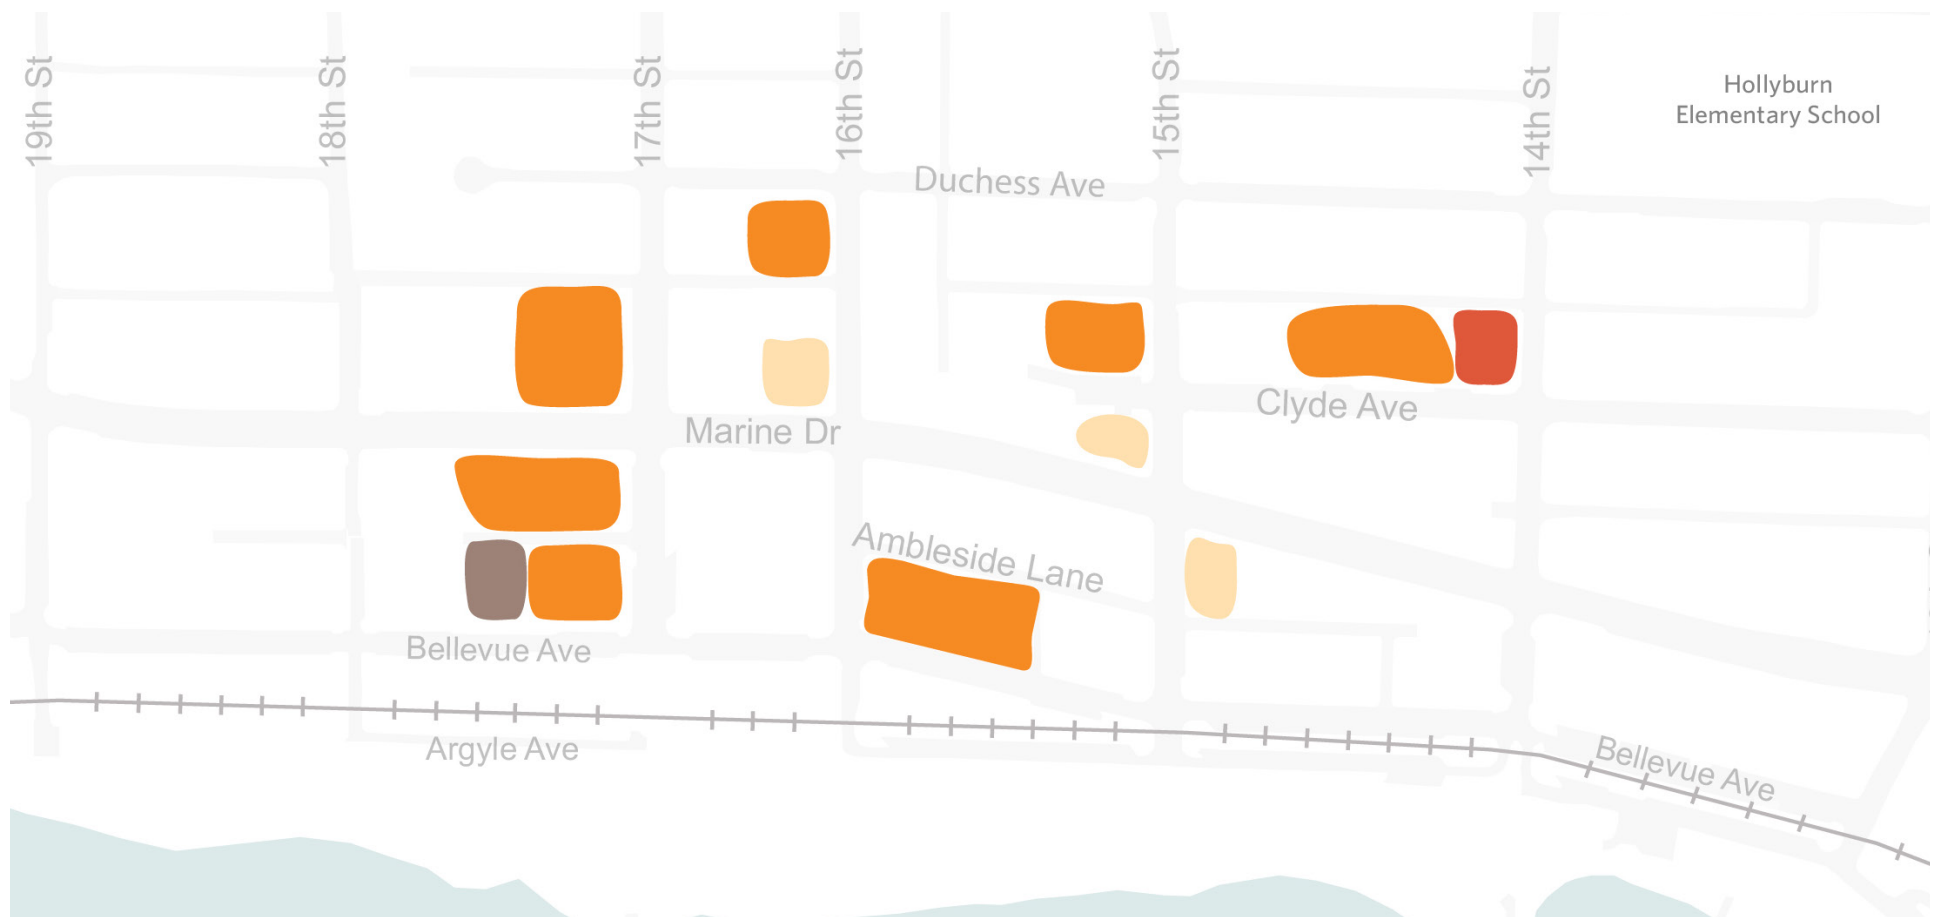 19th St
18th St
17th St
16th St
15th St
14th St
Hollyburn
Elementary School
Duchess Ave
Clyde Ave
Marine Dr
Ambleside Lane
Bellevue Ave
Argyle Ave
Bellevue Ave